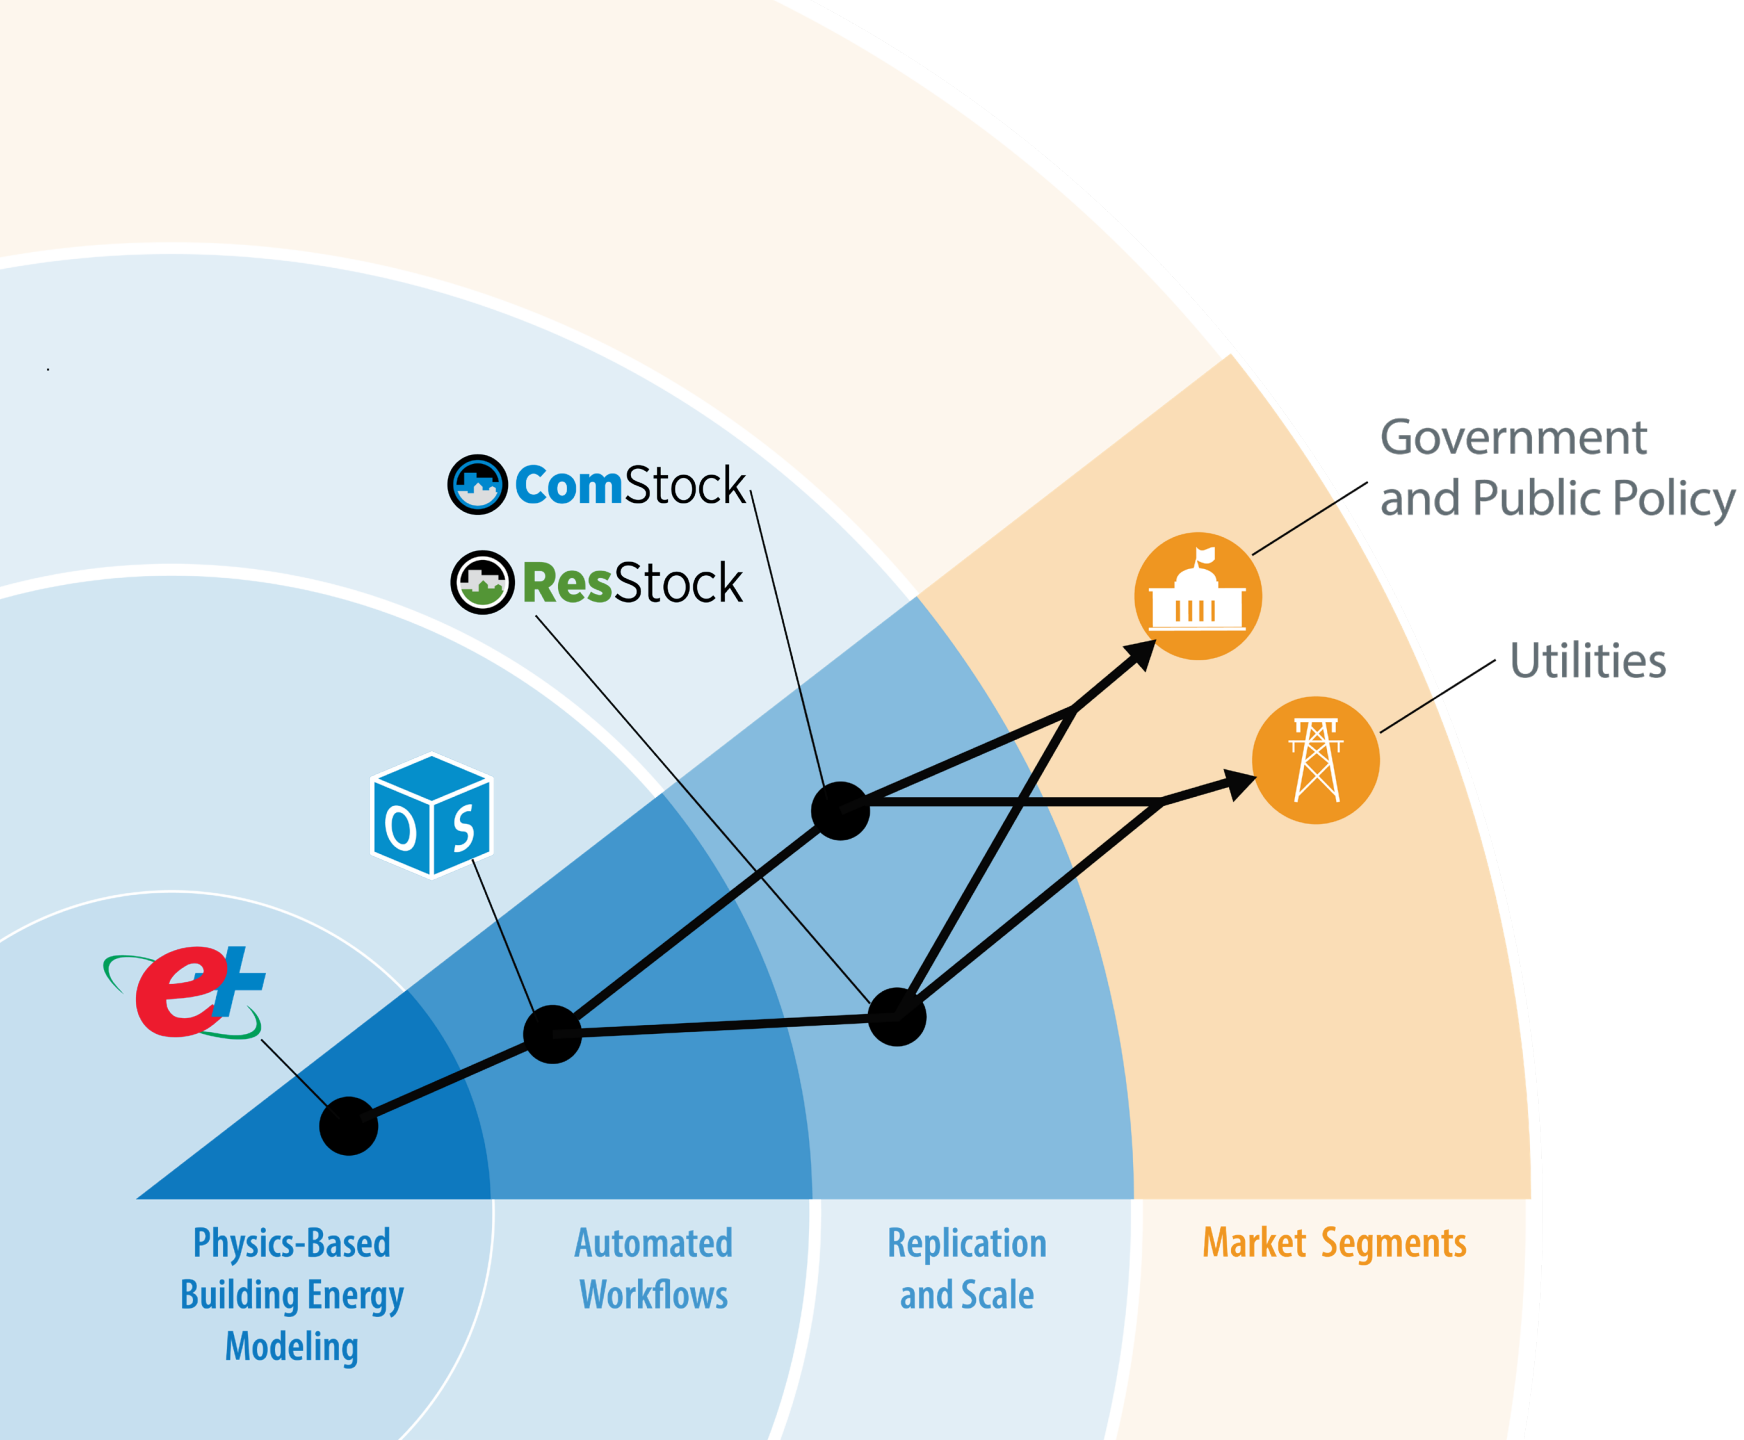 Government
and Public Policy
ComStock
ResStock
Utilities
OS
e+
Physics-Based
Building Energy
Modeling
Automated
Workflows
Replication
and Scale
Market Segments